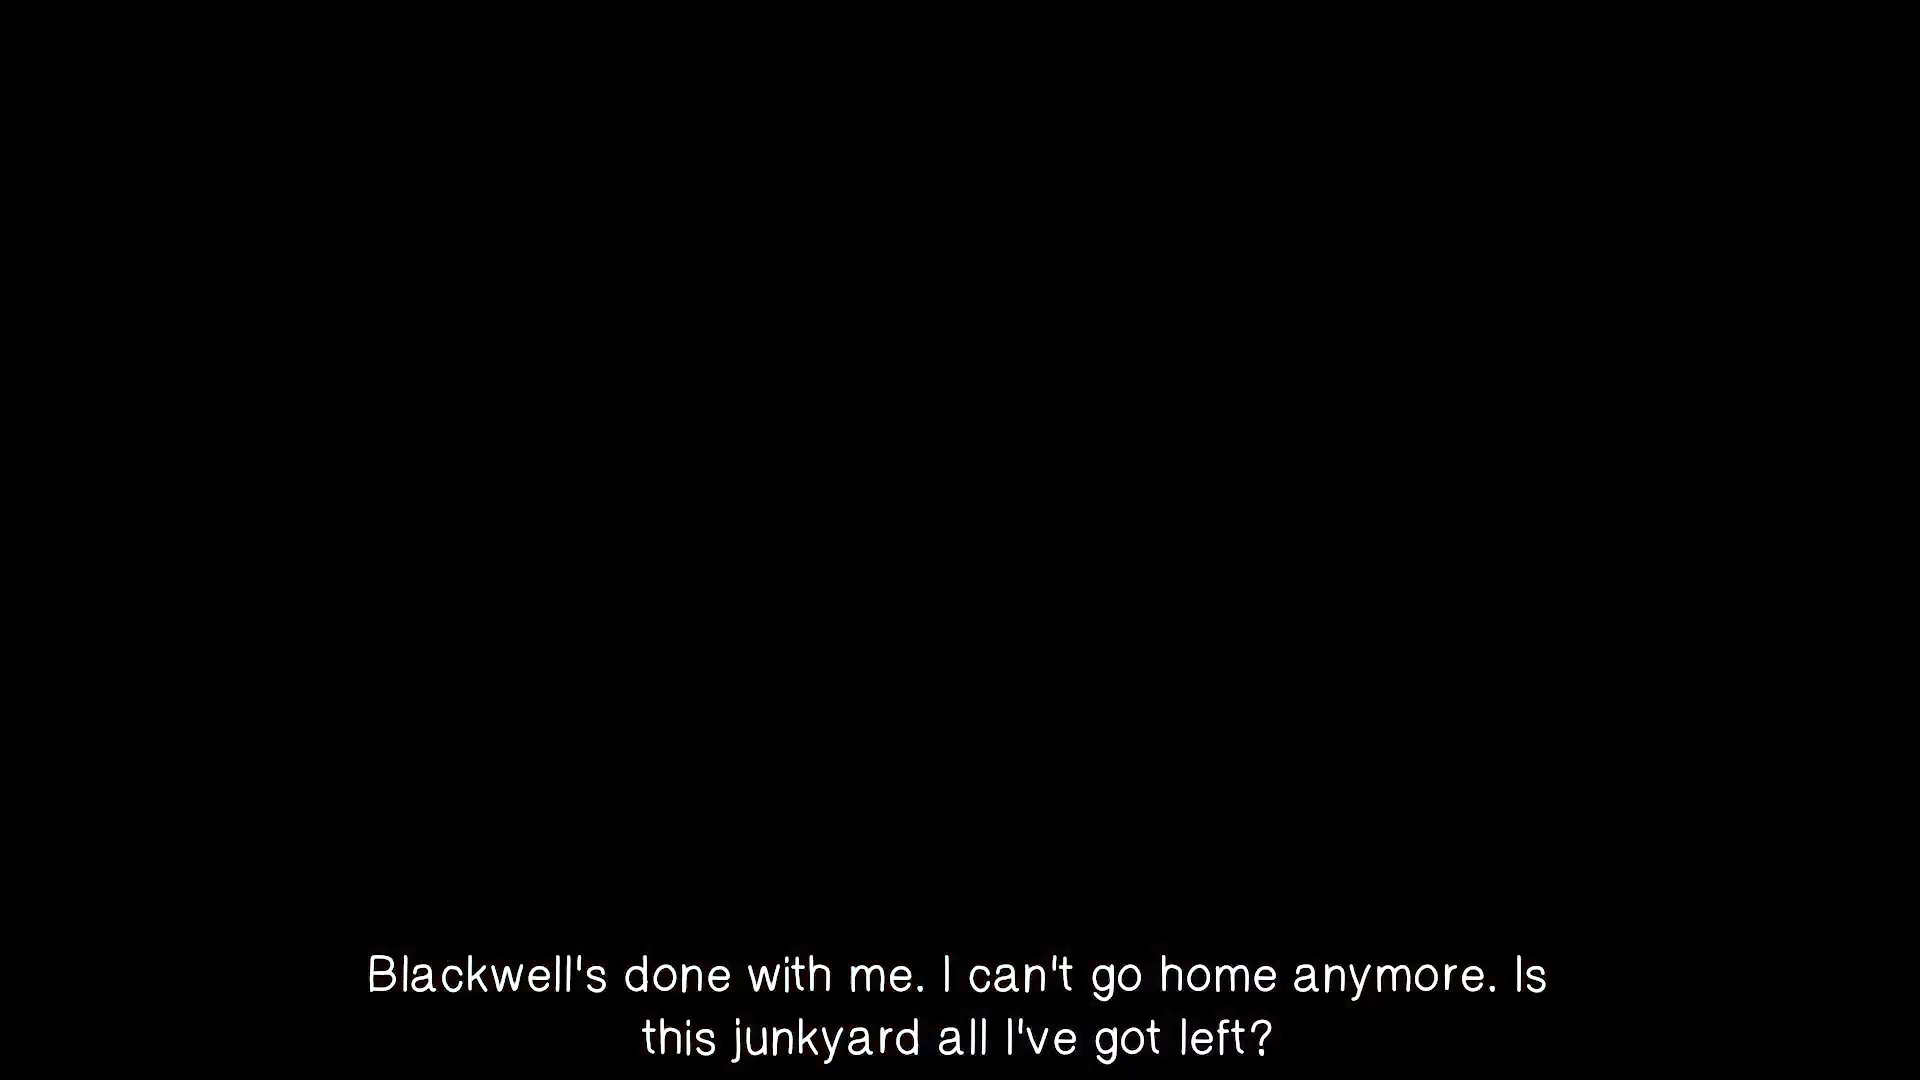 Blackwell's done with me. I can't go home anymore. Is
this junkyard all I've got left?